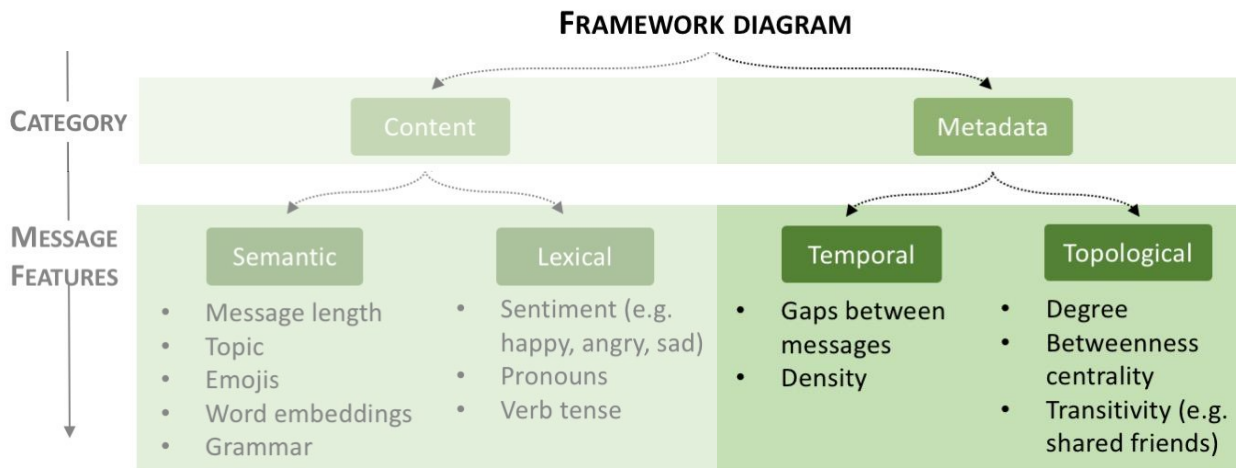 FRAMEWORK DIAGRAM
CATEGORY
Content
Metadata
MESSAGE
FEATURES
Semantic
• Message length
• Topic
• Emojis
• Word embeddings
• Grammar
Lexical
• Sentiment (e.g.
happy, angry, sad)
• Pronouns
• Verb tense
Temporal
• Gaps between
messages
• Density
Topological
• Degree
• Betweenness
centrality
• Transitivity (e.g.
shared friends)